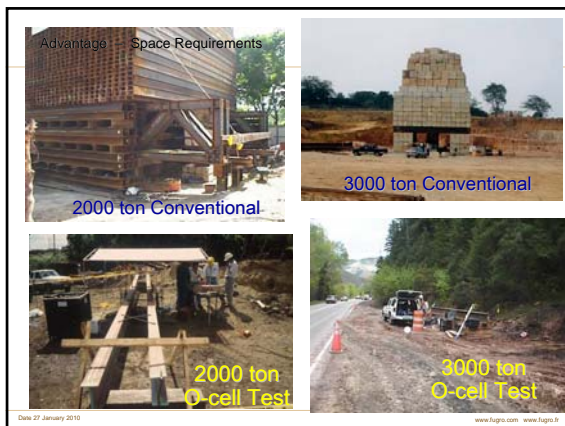 Advantage Space Requirements
2000 ton Conventional
3000 ton Conventional
2000 ton
O-cell Test
3000 ton
O-cell Test
Date 27 January 2010
www.fugro.com www.fugro.fr